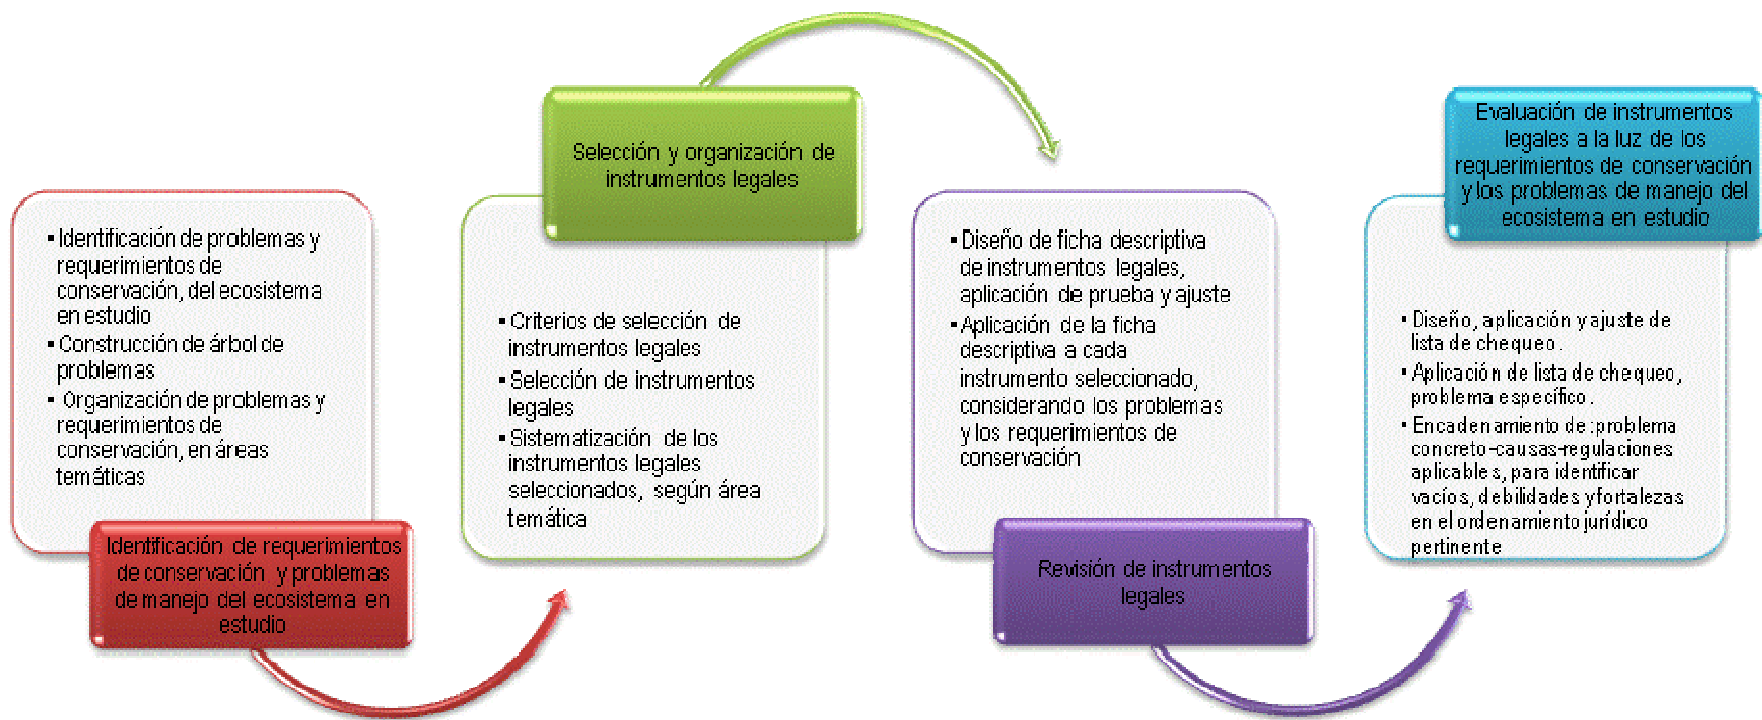 ▪ Identificación de problemas y
requerimientos de
conservación, del ecosistema
en estudio
▪ Construcción de árbol de
problemas
▪ Organización de problemas y
requerimientos de
conservación, en áreas
temáticas
Identificación de requerimientos
de conservación y problemas
de manejo del ecosistema en
estudio
Selección y organización de
instrumentos legales
▪ Criterios de selección de
instrumentos legales
▪ Selección de instrumentos
legales
▪ Sistematización de los
instrumentos legales
seleccionados, según área
temática
▪ Diseño de ficha descriptiva
de instrumentos legales,
aplicación de prueba y ajuste
▪ Aplicación de la ficha
descriptiva a cada
instrumento seleccionado,
considerando los problemas
y los requerimientos de
conservación
Revisión de instrumentos
legales
Evaluación de instrumentos
legales a la luz de los
requerimientos de conservación
y los problemas de manejo del
ecosistema en estudio
▪ Diseño, aplicación y ajuste de
lista de chequeo.
▪ Aplicación de lista de chequeo,
problema específico.
▪ Encadenamiento de: problema
concreto-causas-regulaciones
aplicables, para identificar
vacíos, debilidades y fortalezas
en el ordenamiento jurídico
pertinente